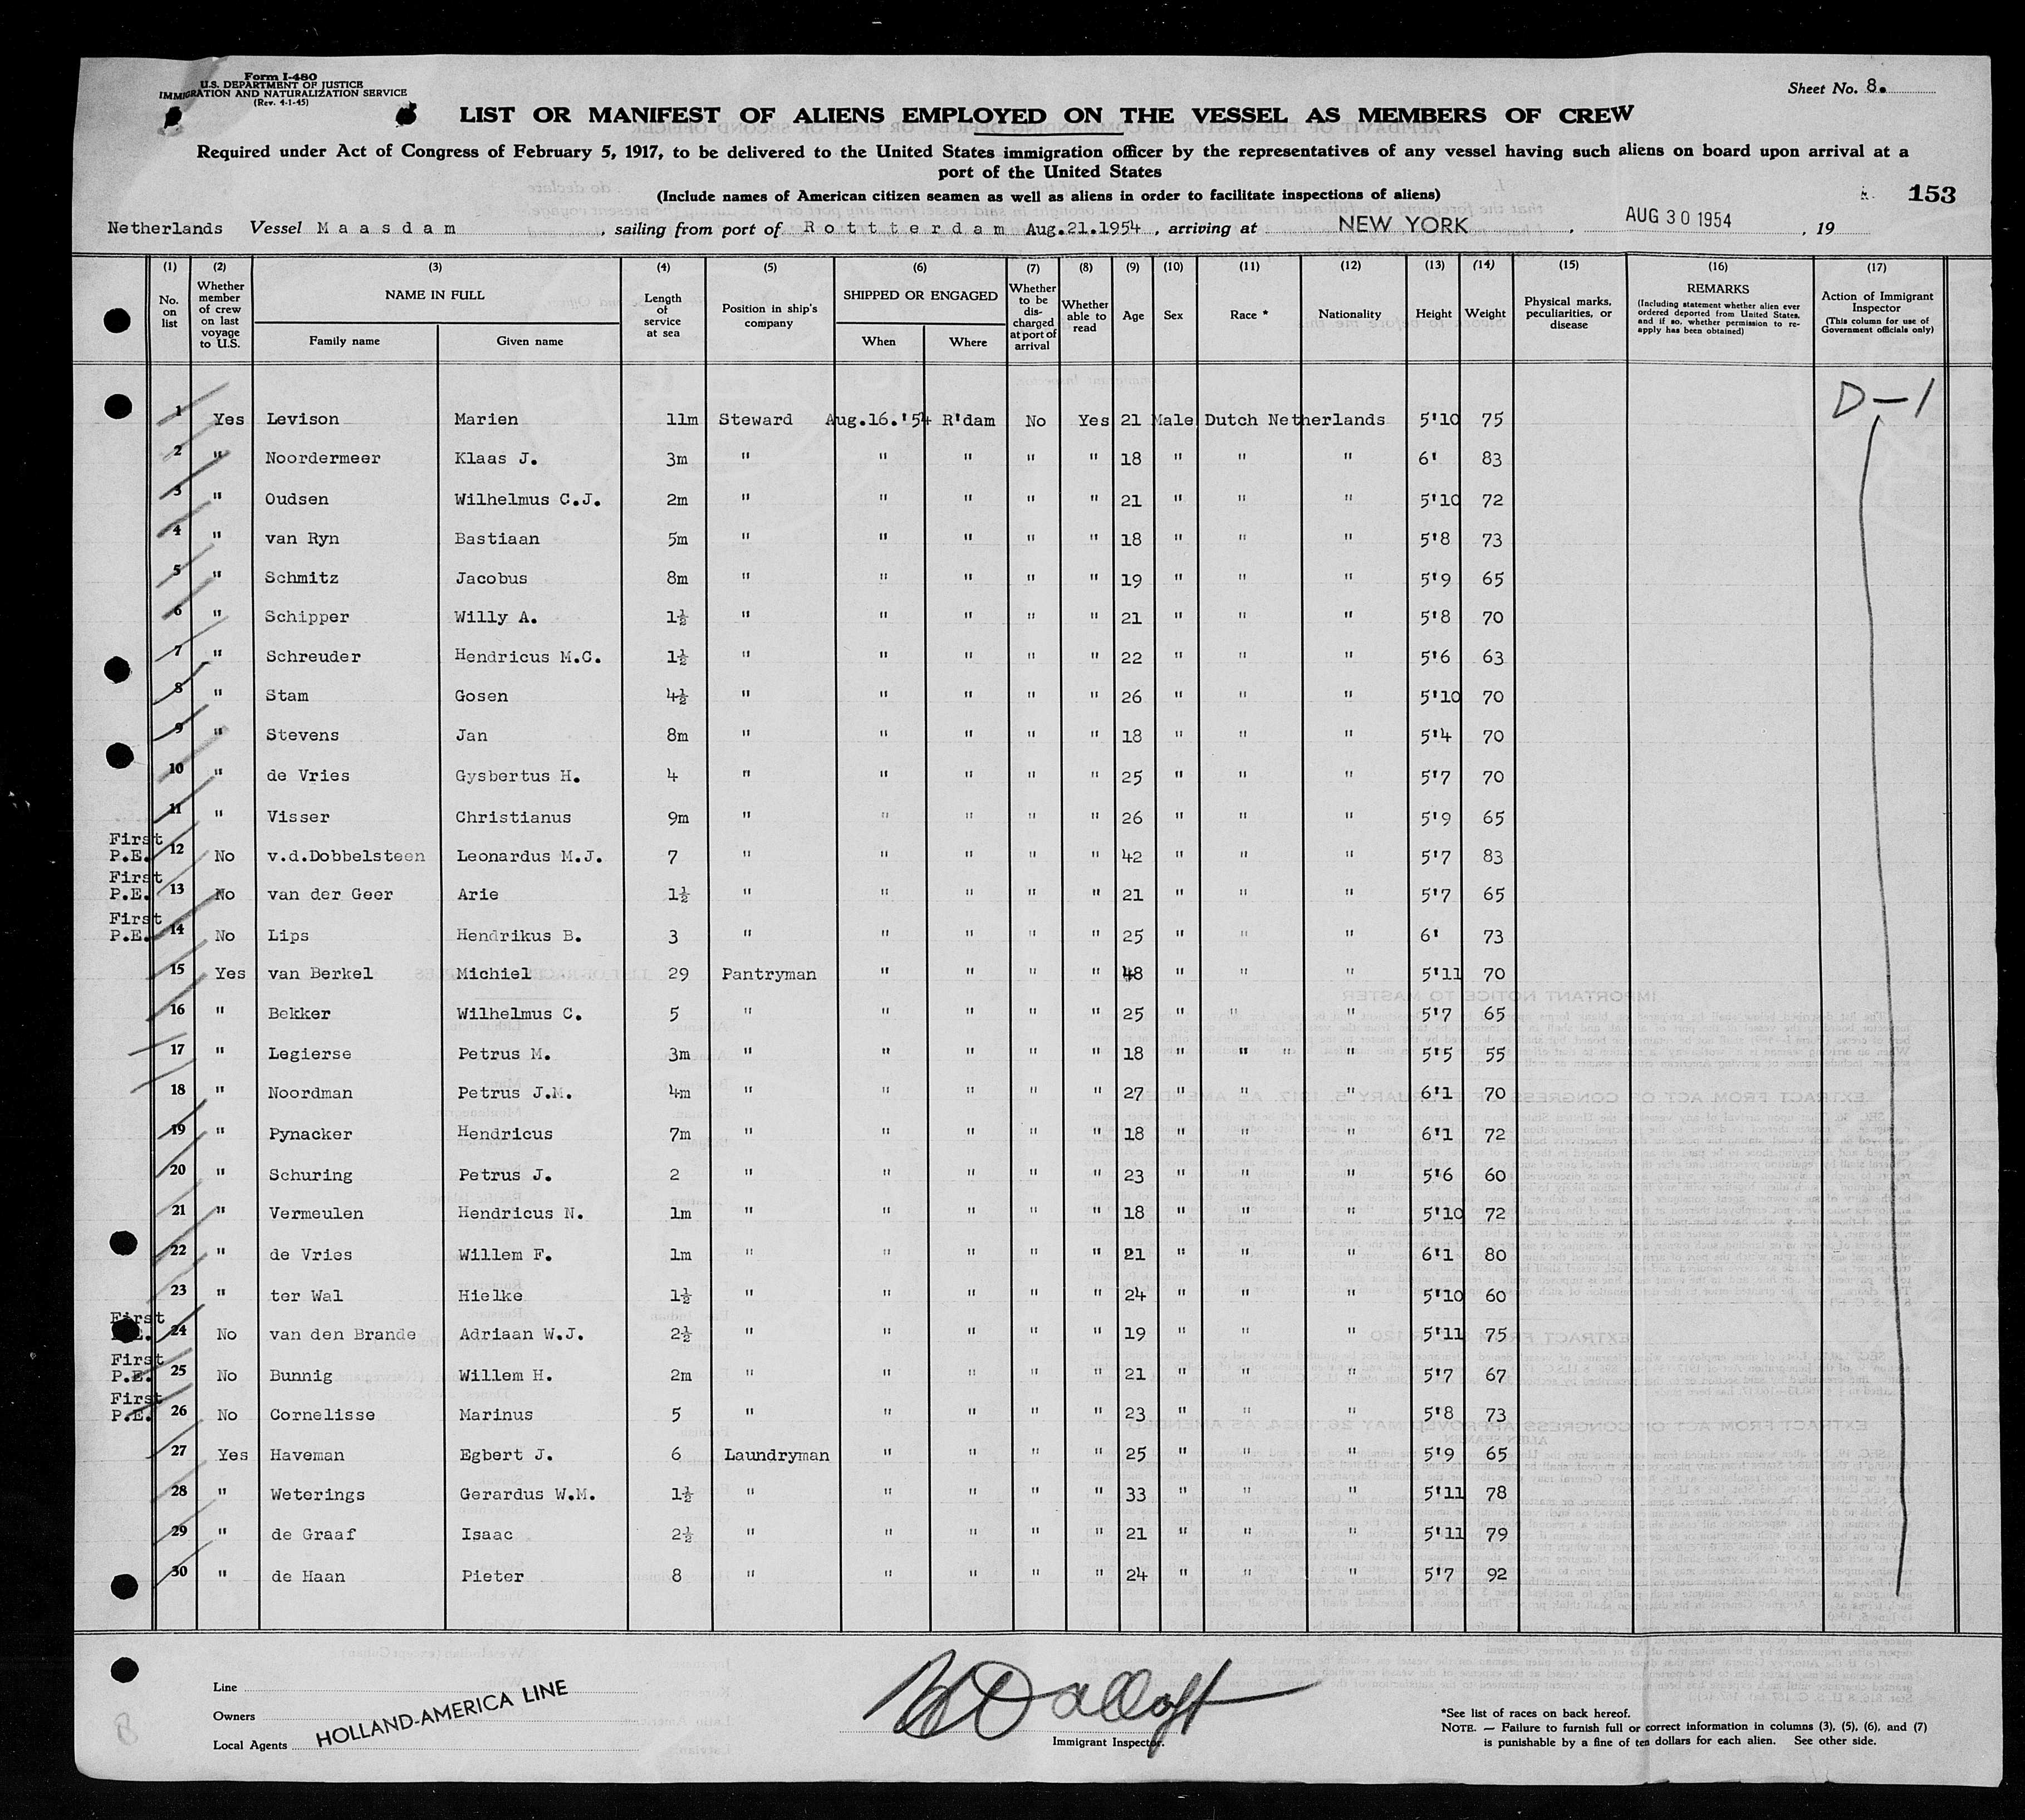 Form I-480
U.S. DEPARTMENT OF JUSTICE
IMMIGRATION AND NATURALIZATION SERVICE
(Rev. 4-1-45)
Sheet No. 8.
LIST OR MANIFEST OF ALIENS EMPLOYED ON THE VESSEL AS MEMBERS OF CREW
Required under Act of Congress of February 5, 1917, to be delivered to the United States immigration officer by the representatives of any vessel having such aliens on board upon arrival at a
port of the United States
(Include names of American citizen seamen as well as aliens in order to facilitate inspections of aliens)
153
Netherlands Vessel Maasdam, sailing from port of Rottterdam Aug.21.1954, arriving at NEW YORK, AUG 30 1954, 19
(1) (2) (3) (4) (5) (6) (7) (8) (9) (10) (11) (12) (13) (14) (15) (16) (17)
No. on list
Whether member of crew on last voyage to U.S.
NAME IN FULL
Family name
Given name
Length of service at sea
Position in ship's company
SHIPPED OR ENGAGED
When
Where
Whether to be discharged at port of arrival
Whether able to read
Age
Sex
Race *
Nationality
Height
Weight
Physical marks, peculiarities, or disease
REMARKS
(Including statement whether alien ever ordered deported from United States, and if so, whether permission to re-apply has been obtained)
Action of Immigrant Inspector
(This column for use of Government officials only)
D-1
1 Yes Levison Marien 11m Steward Aug.16.'54 R'dam No Yes 21 Male Dutch Netherlands 5'10 75
2 " Noordermeer Klaas J. 3m " " " " " 18 " " " 6' 83
3 " Oudsen Wilhelmus C.J. 2m " " " " " 21 " " " 5'10 72
4 " van Ryn Bastiaan 5m " " " " " 18 " " " 5'8 73
5 " Schmitz Jacobus 8m " " " " " 19 " " " 5'9 65
6 " Schipper Willy A. 1½ " " " " " 21 " " " 5'8 70
7 " Schreuder Hendricus M.C. 1½ " " " " " 22 " " " 5'6 63
8 " Stam Gosen 4½ " " " " " 26 " " " 5'10 70
9 " Stevens Jan 8m " " " " " 18 " " " 5'4 70
10 " de Vries Gysbertus H. 4 " " " " " 25 " " " 5'7 70
11 " Visser Christianus 9m " " " " " 26 " " " 5'9 65
First P.E. 12 No v.d.Dobbelsteen Leonardus M.J. 7 " " " " " 42 " " " 5'7 83
First P.E. 13 No van der Geer Arie 1½ " " " " " 21 " " " 5'7 65
First P.E. 14 No Lips Hendrikus B. 3 " " " " " 25 " " " 6' 73
15 Yes van Berkel Michiel 29 Pantryman " " " " 48 " " " 5'11 70
16 " Bekker Wilhelmus C. 5 " " " " " 25 " " " 5'7 65
17 " Legierse Petrus M. 3m " " " " " 18 " " " " 5'5 55
18 " Noordman Petrus J.M. 4m " " " " " 27 " " " 6'1 70
19 " Pynacker Hendricus 7m " " " " " 18 " " " 6'1 72
20 " Schuring Petrus J. 2 " " " " " 23 " " " 5'6 60
21 " Vermeulen Hendricus N. 1m " " " " " 18 " " " 5'10 72
22 " de Vries Willem F. 1m " " " " " 21 " " " 6'1 80
23 " ter Wal Hielke 1½ " " " " " 24 " " " 5'10 60
First 24 No van den Brande Adriaan W.J. 2½ " " " " " 19 " " " 5'11 75
First P.E. 25 No Bunnig Willem H. 2m " " " " " 21 " " " 5'7 67
First P.E. 26 No Cornelisse Marinus 5 " " " " " 23 " " " 5'8 73
27 Yes Haveman Egbert J. 6 Laundryman " " " " 25 " " " 5'9 65
28 " Weterings Gerardus W.M. 1½ " " " " " 33 " " " 5'11 78
29 " de Graaf Isaac 2½ " " " " " 21 " " " 5'11 79
30 " de Haan Pieter 8 " " " " " 24 " " " 5'7 92
Line
Owners
Local Agents
HOLLAND-AMERICA LINE
Immigrant Inspector.
*See list of races on back hereof.
NOTE. — Failure to furnish full or correct information in columns (3), (5), (6), and (7)
is punishable by a fine of ten dollars for each alien. See other side.